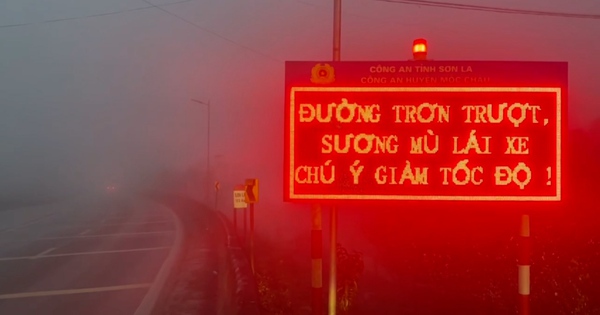 CÔNG AN TỈNH SƠN LA
CÔNG AN HUYỆN MỘC CHÂU
ĐƯỜNG TRƠN TRƯỢT,
SƯƠNG MÙ LÁI XE
CHÚ Ý GIẢM TỐC ĐỘ !